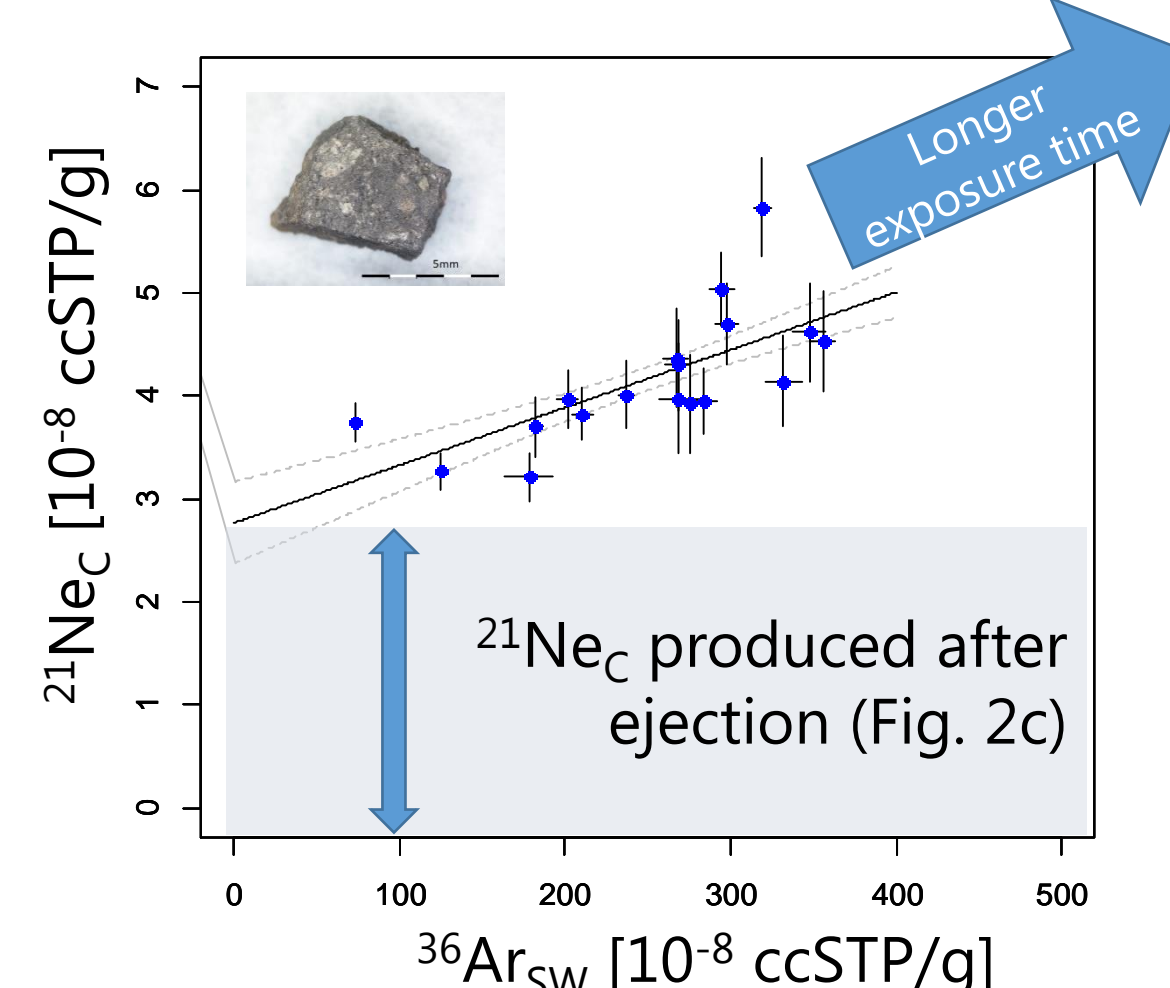 7
6
5
4
3
2
1
0
²¹Ne_C [10⁻⁸ ccSTP/g]
5mm
Longer
exposure time
²¹Ne_C produced after
ejection (Fig. 2c)
0 100 200 300 400 500
³⁶Ar_SW [10⁻⁸ ccSTP/g]